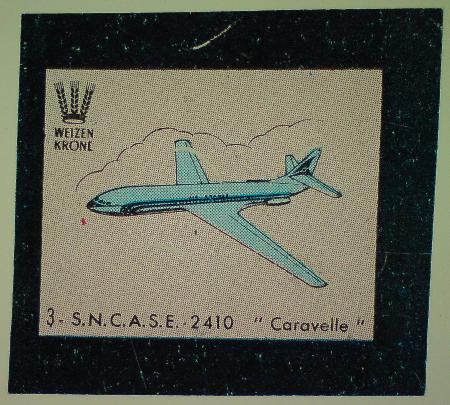 WEIZEN
KRONE
3- S.N.C.A.S.E.-2410 " Caravelle "